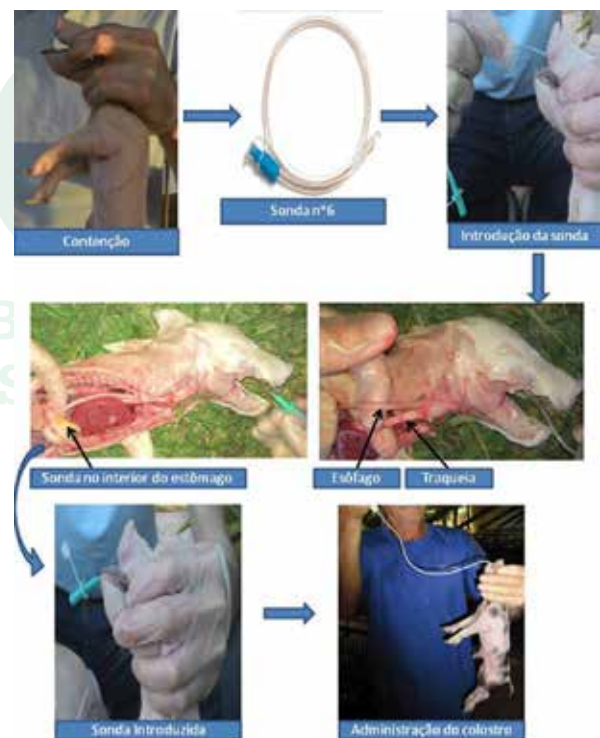 Contenção
Sonda nº6
Introdução da sonda
Sonda no interior do estômago
Esôfago
Traqueia
Sonda Introduzida
Administração do colostro